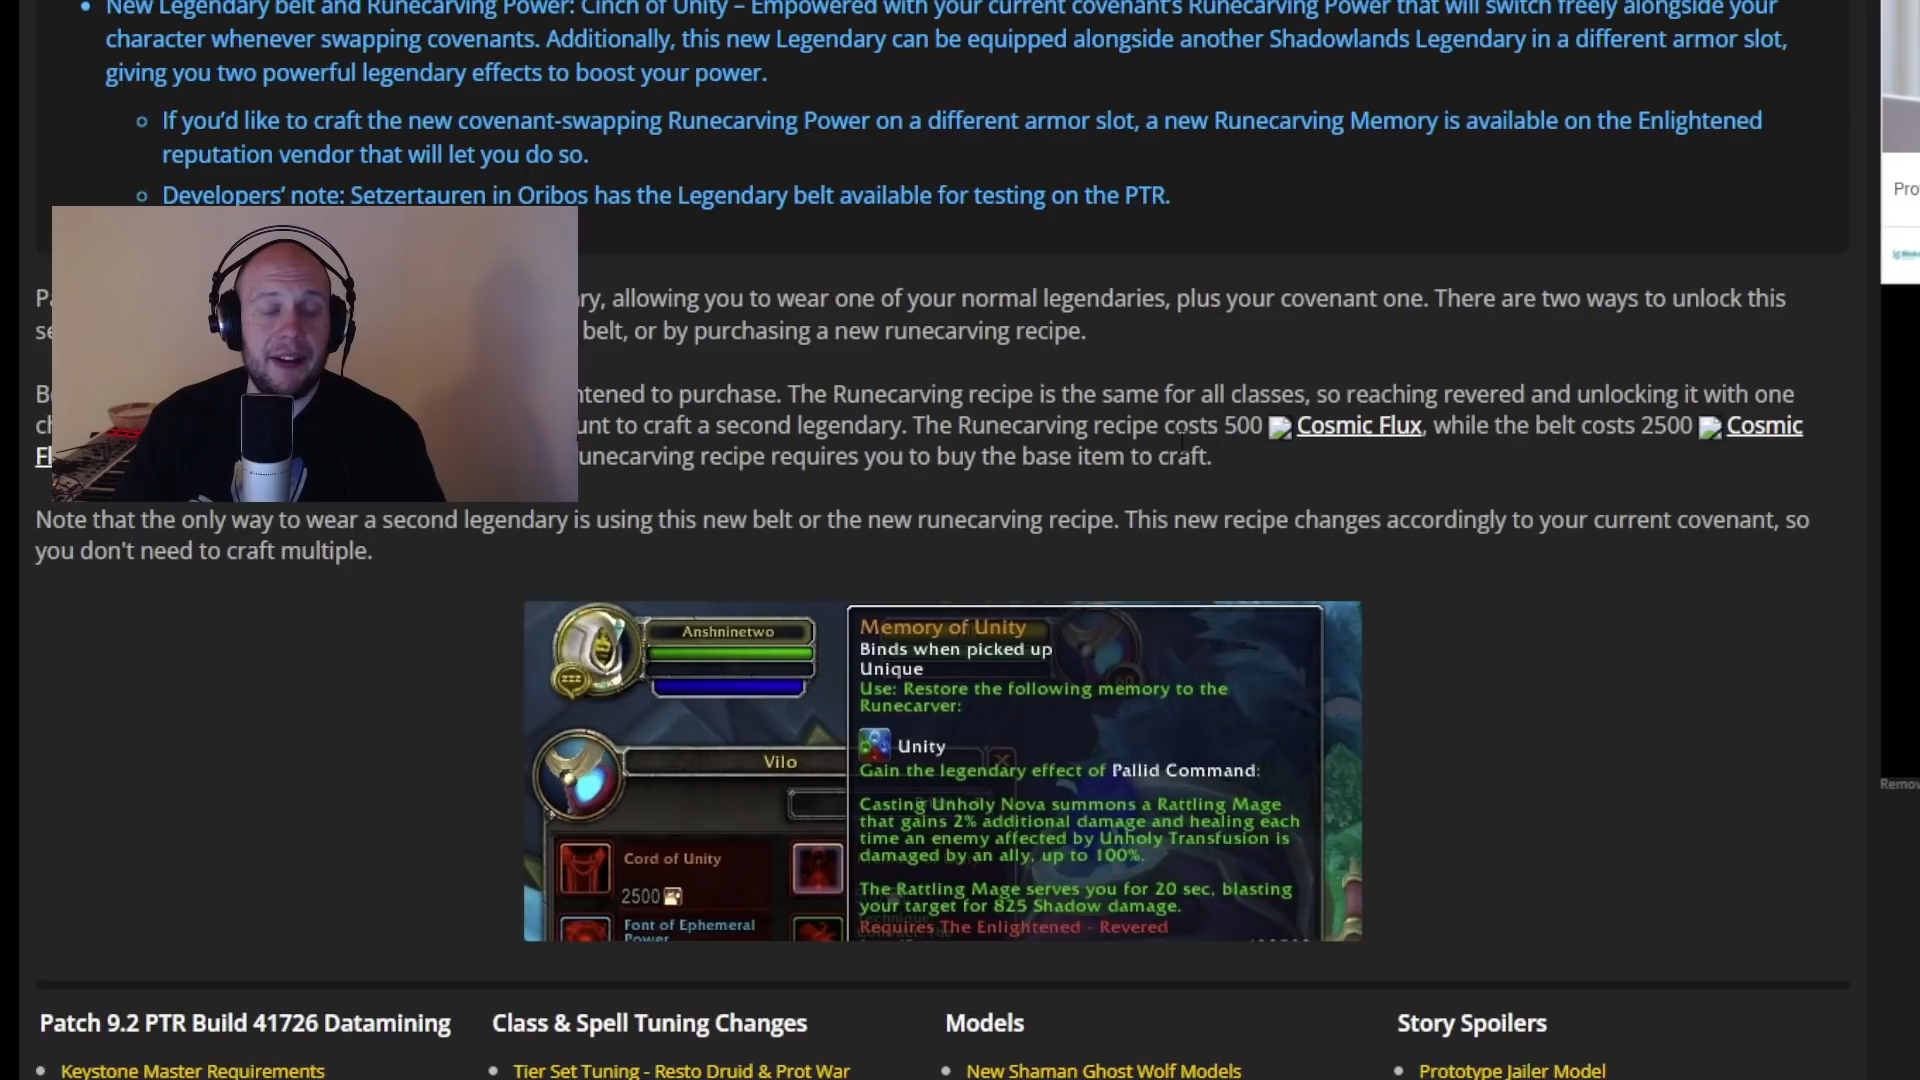 New Legendary belt and Runecarving Power: Cinch of Unity – Empowered with your current covenant's Runecarving Power that will switch freely alongside your
character whenever swapping covenants. Additionally, this new Legendary can be equipped alongside another Shadowlands Legendary in a different armor slot,
giving you two powerful legendary effects to boost your power.
If you'd like to craft the new covenant-swapping Runecarving Power on a different armor slot, a new Runecarving Memory is available on the Enlightened
reputation vendor that will let you do so.
Developers' note: Setzertauren in Oribos has the Legendary belt available for testing on the PTR.
allowing you to wear one of your normal legendaries, plus your covenant one. There are two ways to unlock this
belt, or by purchasing a new runecarving recipe.
to purchase. The Runecarving recipe is the same for all classes, so reaching revered and unlocking it with one
to craft a second legendary. The Runecarving recipe costs 500 Cosmic Flux, while the belt costs 2500 Cosmic
recipe requires you to buy the base item to craft.
Note that the only way to wear a second legendary is using this new belt or the new runecarving recipe. This new recipe changes accordingly to your current covenant, so
you don't need to craft multiple.
Anshninetwo
zzz
Vilo
Cord of Unity
2500
Font of Ephemeral
Power
Memory of Unity
Binds when picked up
Unique
Use: Restore the following memory to the
Runecarver:
Unity
Gain the legendary effect of Pallid Command:
Casting Unholy Nova summons a Rattling Mage
that gains 2% additional damage and healing each
time an enemy affected by Unholy Transfusion is
damaged by an ally, up to 100%.
The Rattling Mage serves you for 20 sec, blasting
your target for 825 Shadow damage.
Requires The Enlightened - Revered
Patch 9.2 PTR Build 41726 Datamining
Keystone Master Requirements
Class & Spell Tuning Changes
Tier Set Tuning - Resto Druid & Prot War
Models
New Shaman Ghost Wolf Models
Story Spoilers
Prototype Jailer Model